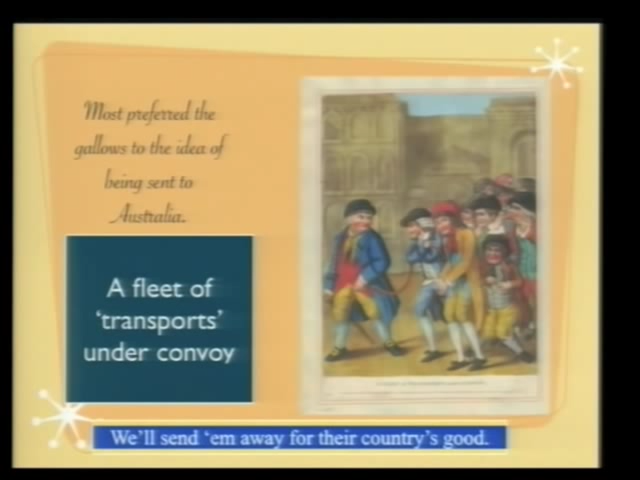 Most preferred the
gallows to the idea of
being sent to
Australia.
A fleet of
‘transports’
under convoy
We’ll send ‘em away for their country’s good.